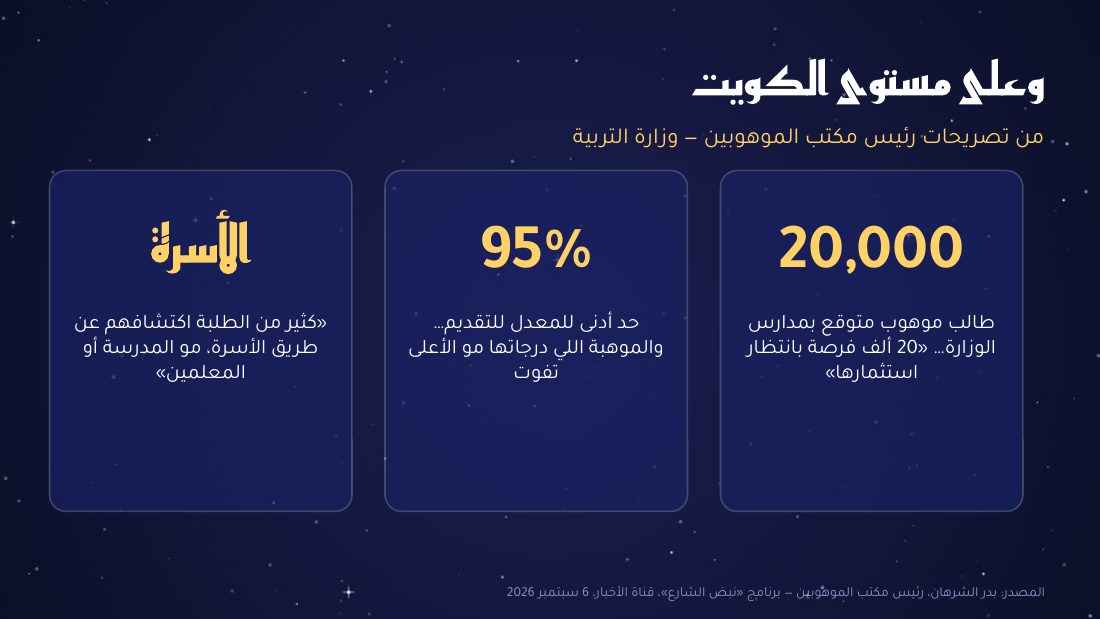 وعلى مستوى الكويت
من تصريحات رئيس مكتب الموهوبين – وزارة التربية
20,000
طالب موهوب متوقع بمدارس
الوزارة... «20 ألف فرصة بانتظار
استثمارها»
95%
حد أدنى للمعدل للتقديم...
والموهبة اللي درجاتها مو الأعلى
تفوت
الأسرة
«كثير من الطلبة اكتشافهم عن
طريق الأسرة، مو المدرسة أو
المعلمين»
المصدر: بدر الشرهان، رئيس مكتب الموهوبين – برنامج «نبض الشارع»، قناة الأخبار، 6 سبتمبر 2026